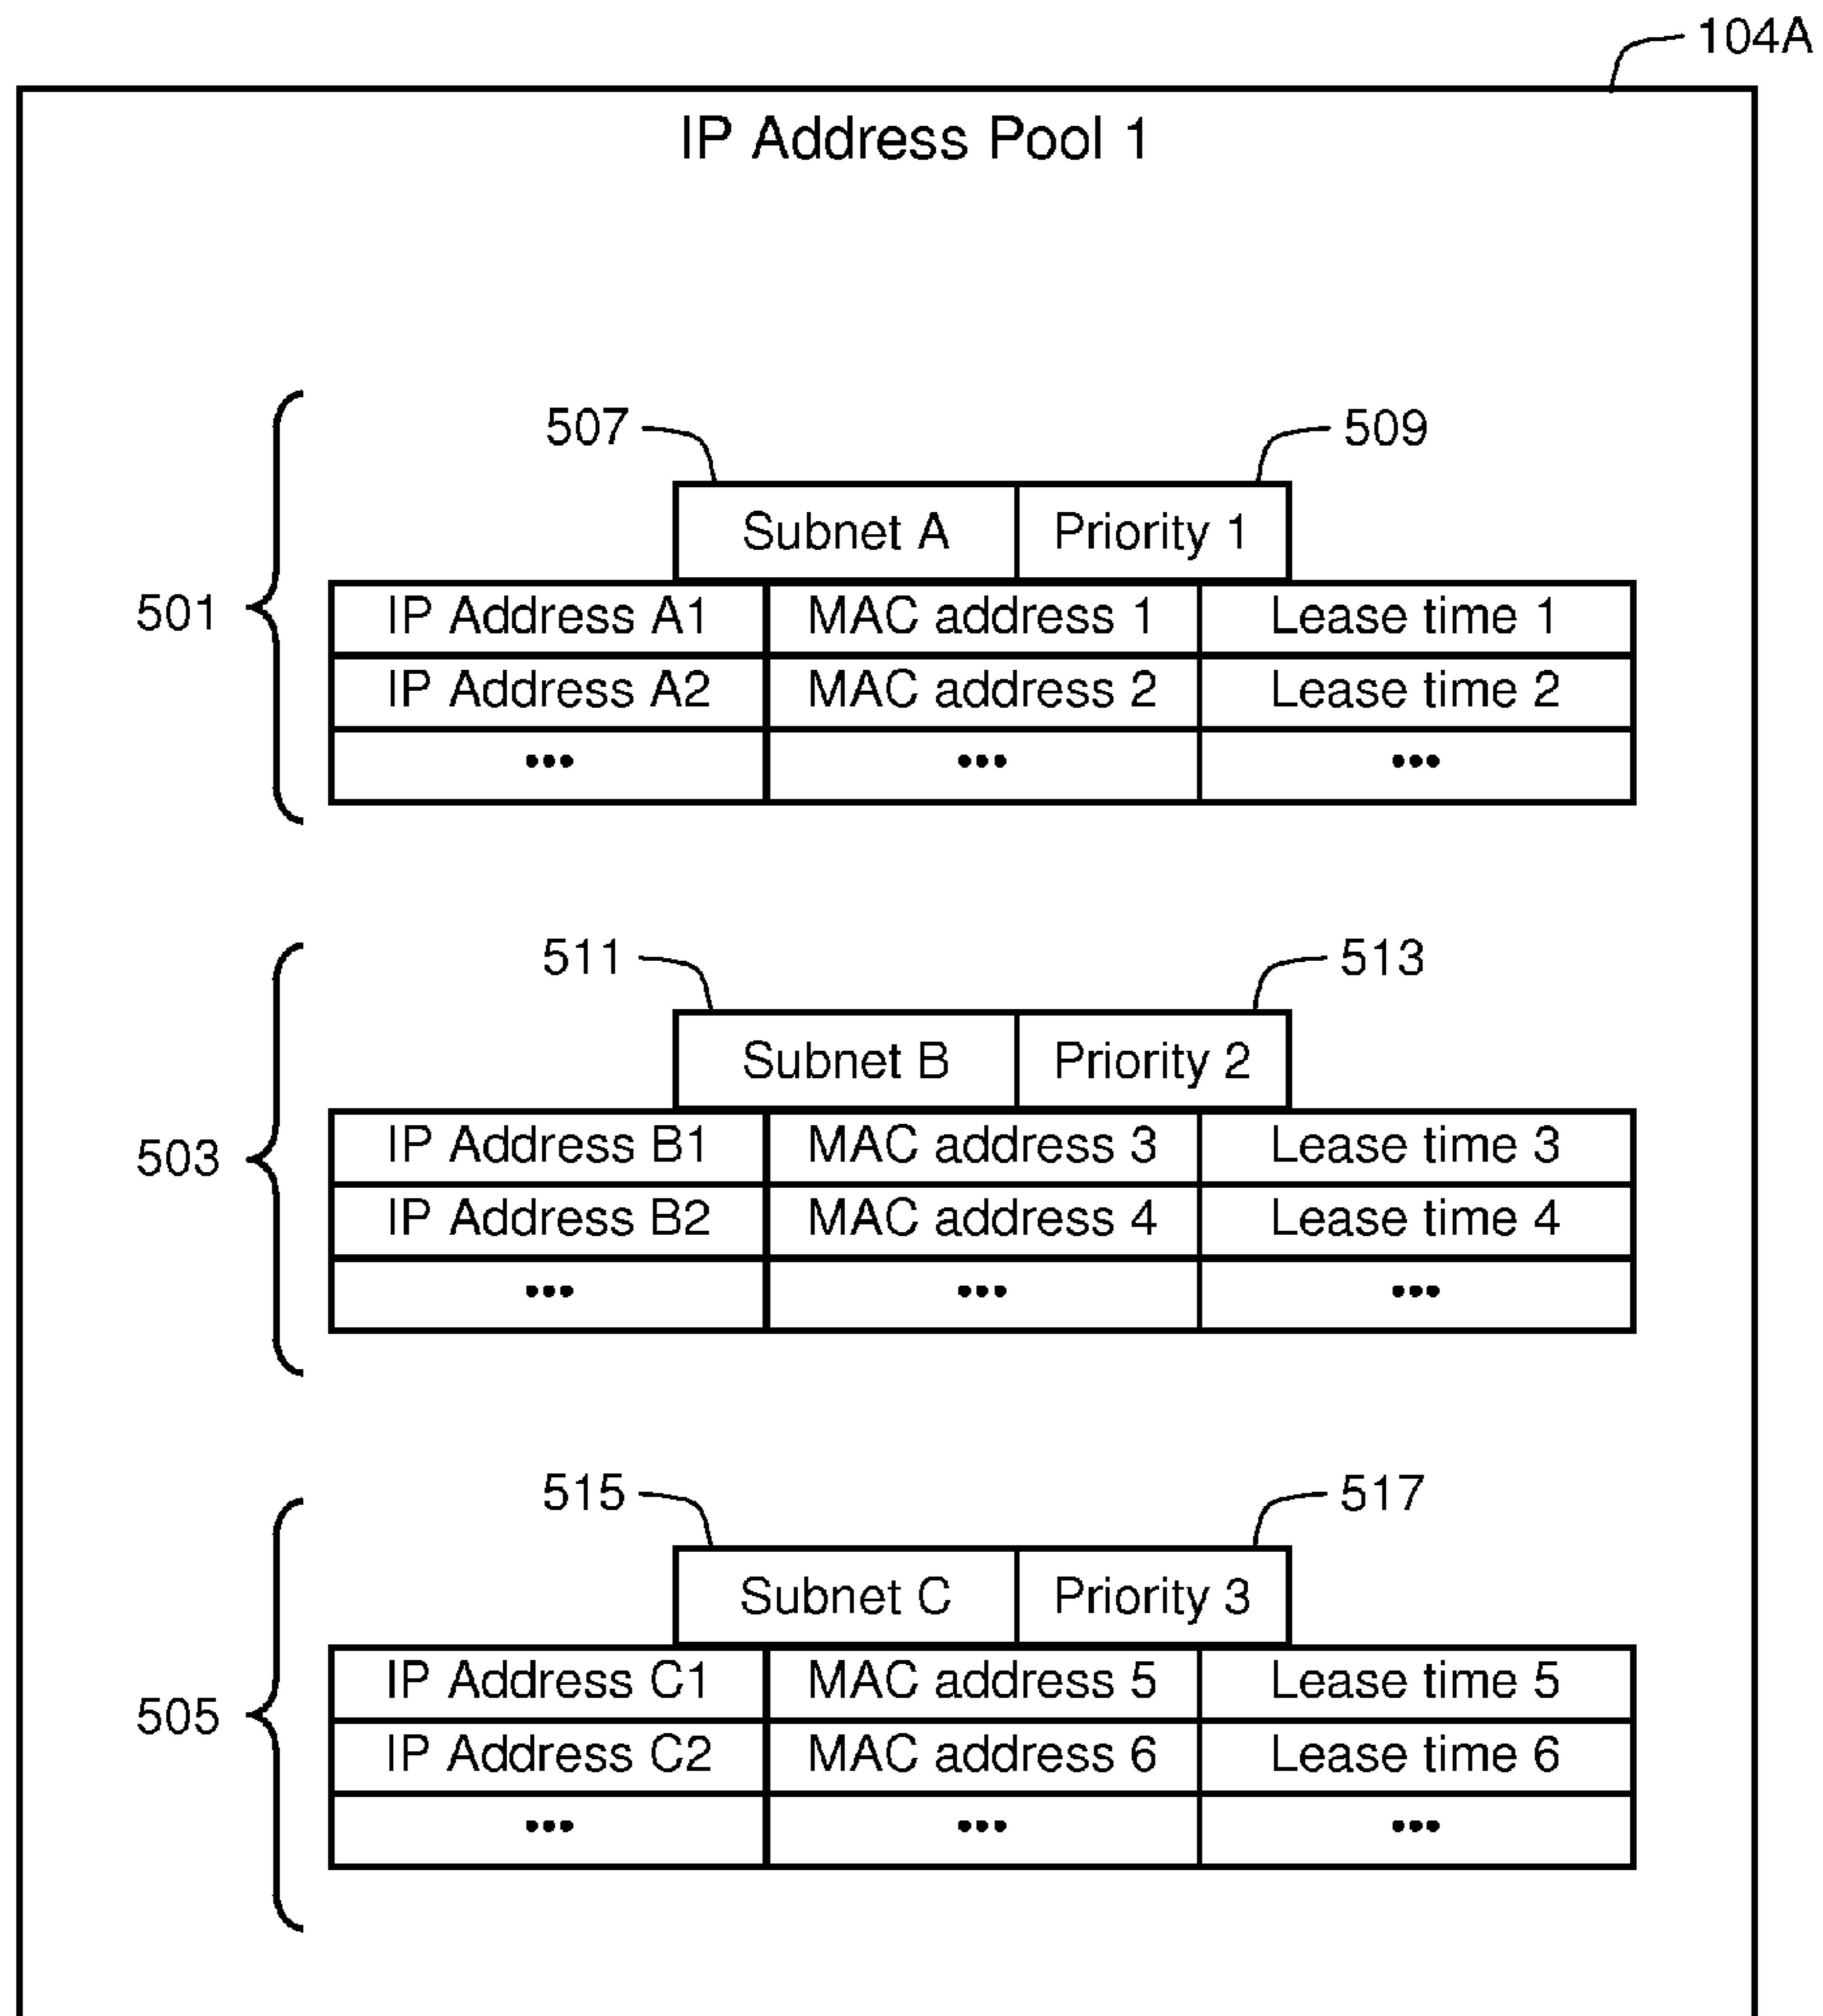 104A
IP Address Pool 1
507
509
Subnet A Priority 1
501
IP Address A1 MAC address 1 Lease time 1
IP Address A2 MAC address 2 Lease time 2
... ... ...
511
513
Subnet B Priority 2
503
IP Address B1 MAC address 3 Lease time 3
IP Address B2 MAC address 4 Lease time 4
... ... ...
515
517
Subnet C Priority 3
505
IP Address C1 MAC address 5 Lease time 5
IP Address C2 MAC address 6 Lease time 6
... ... ...